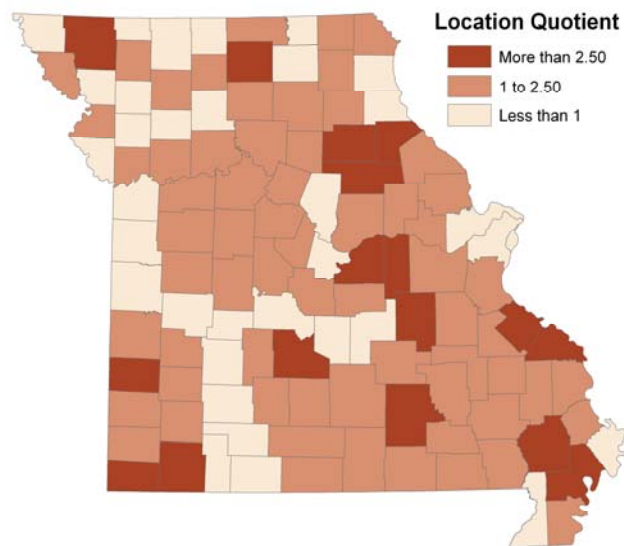 Location Quotient
More than 2.50
1 to 2.50
Less than 1